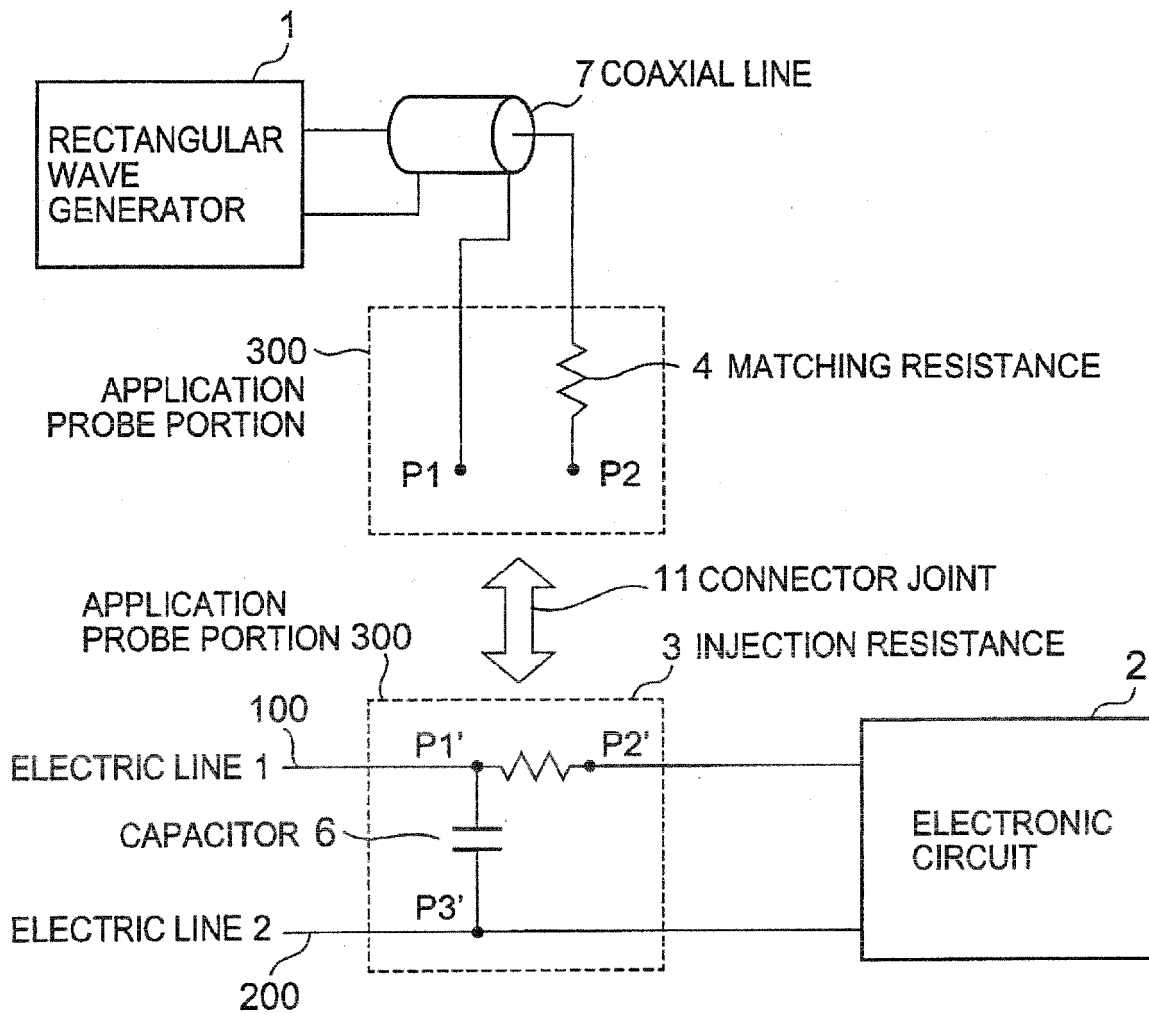 1
RECTANGULAR
WAVE
GENERATOR
7 COAXIAL LINE
300
APPLICATION
PROBE PORTION
4 MATCHING RESISTANCE
P1
P2
11 CONNECTOR JOINT
APPLICATION
PROBE PORTION 300
3 INJECTION RESISTANCE
2
100
ELECTRIC LINE 1
P1'
P2'
CAPACITOR 6
ELECTRONIC
CIRCUIT
P3'
ELECTRIC LINE 2
200